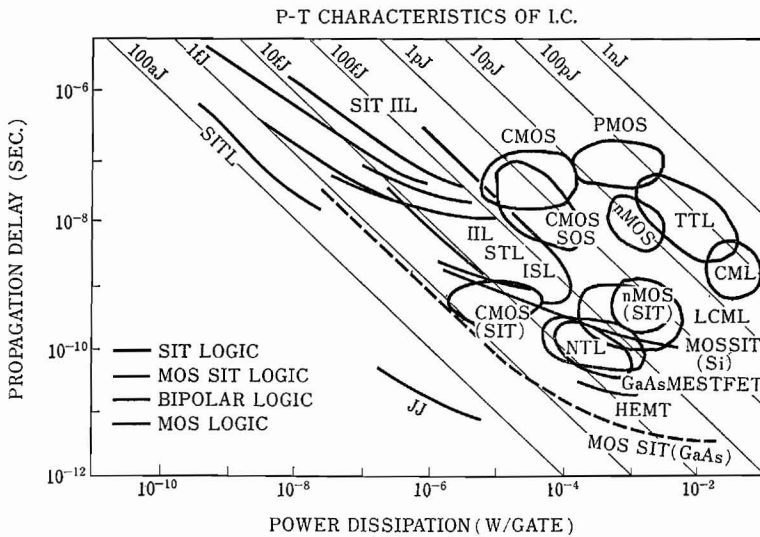 P-T CHARACTERISTICS OF I.C.
100aJ
1fJ
10fJ
100fJ
1pJ
10pJ
100pJ
1nJ
PROPAGATION DELAY (SEC.)
10⁻⁶
10⁻⁸
10⁻¹⁰
10⁻¹²
SITL
SIT IIL
CMOS
PMOS
IIL
STL
ISL
CMOS
SOS
nMOS
TTL
CML
CMOS
(SIT)
nMOS
(SIT)
LCML
NTL
MOSSIT
(Si)
GaAsMESTFET
HEMT
MOS SIT(GaAs)
JJ
SIT LOGIC
MOS SIT LOGIC
BIPOLAR LOGIC
MOS LOGIC
10⁻¹⁰
10⁻⁸
10⁻⁶
10⁻⁴
10⁻²
POWER DISSIPATION (W/GATE)